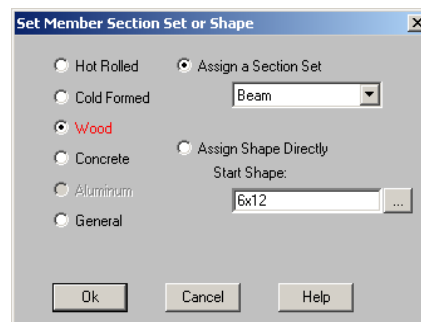 Set Member Section Set or Shape
Hot Rolled
Assign a Section Set
Cold Formed
Beam
Wood
Concrete
Assign Shape Directly
Start Shape:
Aluminum
6x12
...
General
Ok Cancel Help